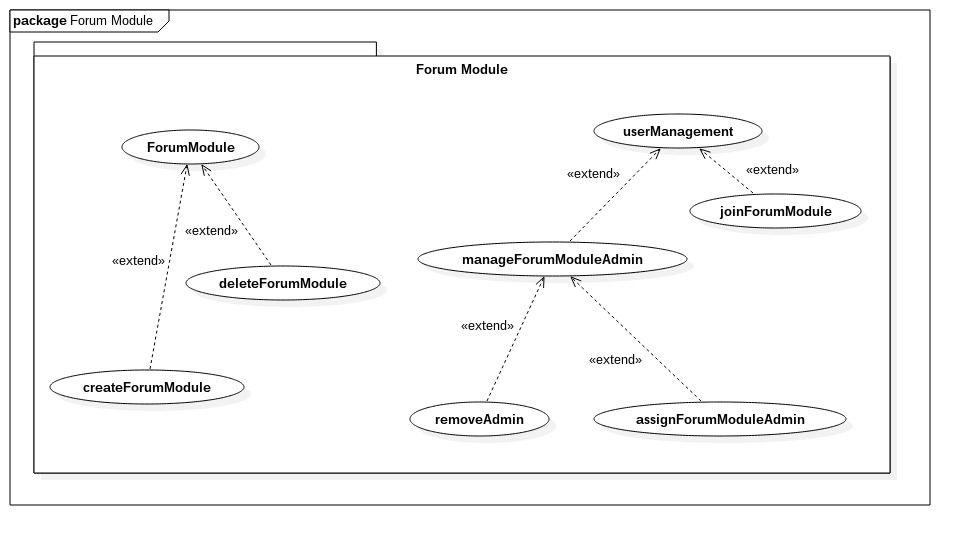 package Forum Module
Forum Module
userManagement
ForumModule
«extend»
«extend»
joinForumModule
«extend»
manageForumModuleAdmin
«extend»
deleteForumModule
«extend»
«extend»
createForumModule
removeAdmin
assignForumModuleAdmin